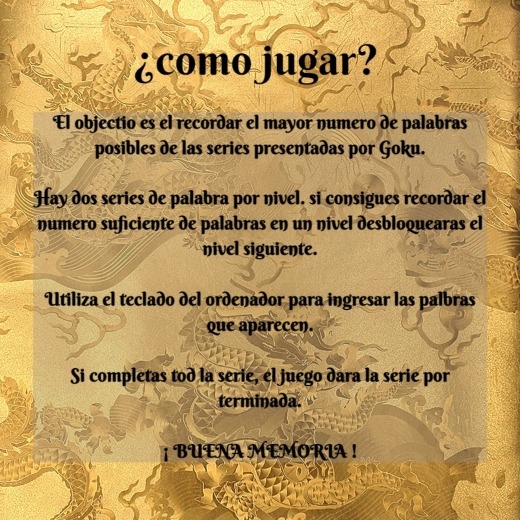 ¿como jugar?
El objectio es el recordar el mayor numero de palabras
posibles de las series presentadas por Goku.
Hay dos series de palabra por nivel. si consigues recordar el
numero suficiente de palabras en un nivel desbloquearas el
nivel siguiente.
Utiliza el teclado del ordenador para ingresar las palbras
que aparecen.
Si completas tod la serie, el juego dara la serie por
terminada.
¡ BUENA MEMORIA !